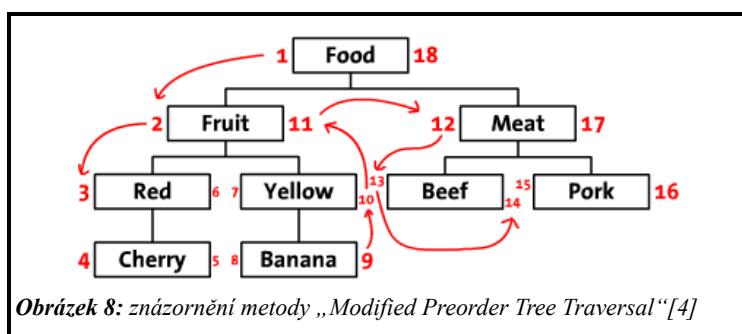 1 Food 18
2 Fruit 11 12 Meat 17
3 Red 6 7 Yellow 10 13 Beef 14 15 Pork 16
4 Cherry 5 8 Banana 9
Obrázek 8: znázornění metody „Modified Preorder Tree Traversal“[4]